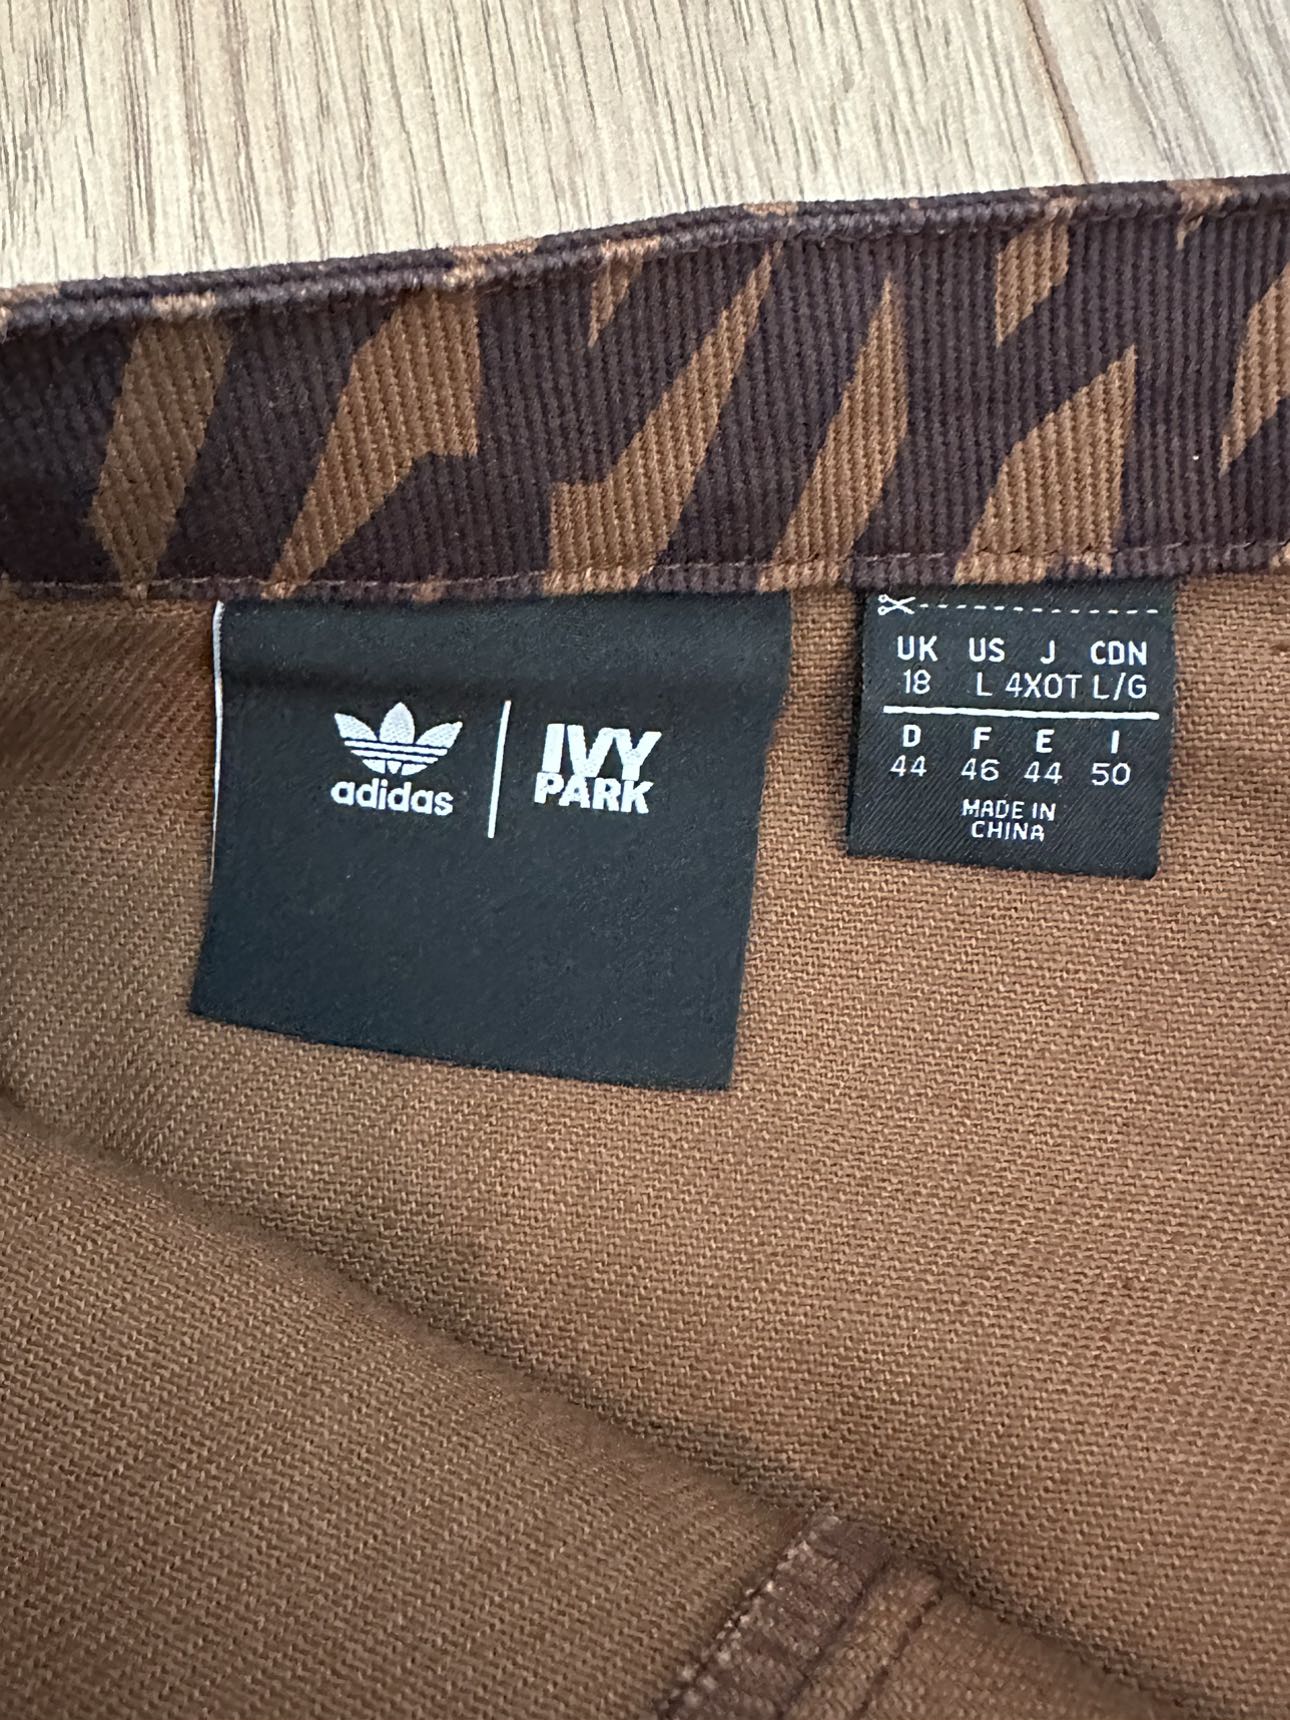 adidas
IVY
PARK
UK US J CDN
18 L 4XOT L/G
D F E I
44 46 44 50
MADE IN
CHINA